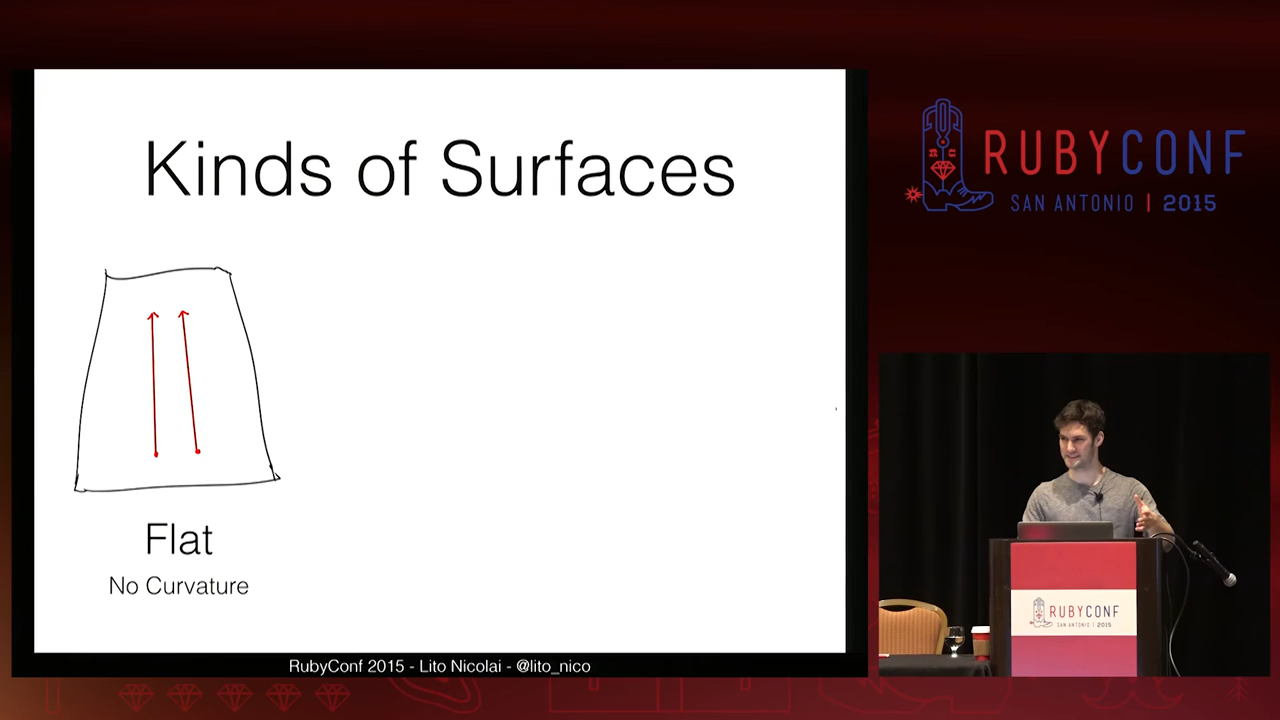 Kinds of Surfaces
Flat
No Curvature
RubyConf 2015 - Lito Nicolai - @lito_nico
RUBYCONF
SAN ANTONIO | 2015
RUBYCONF
SAN ANTONIO | 2015